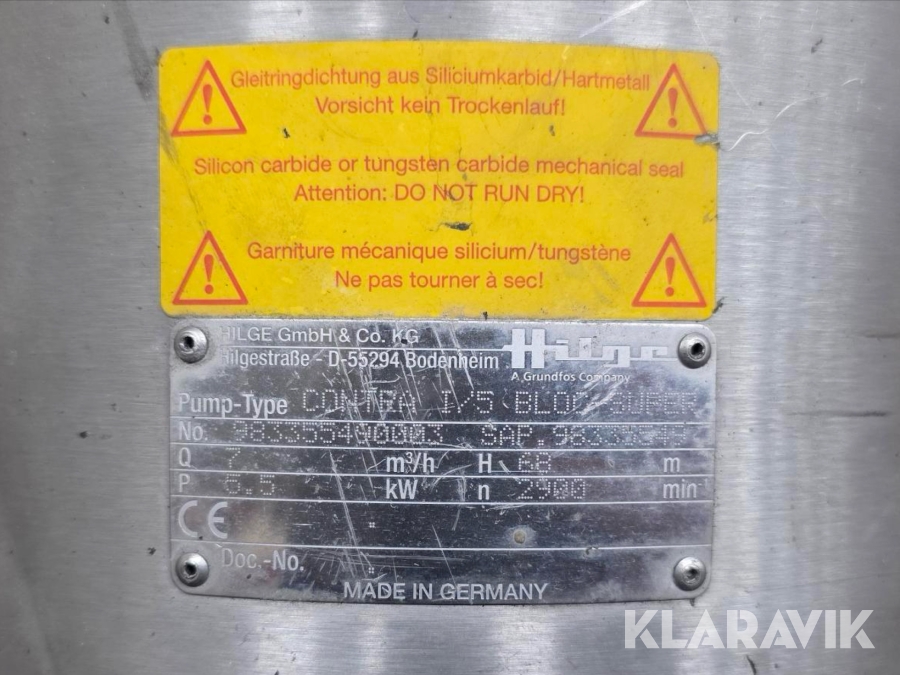 Gleitringdichtung aus Siliciumkarbid/Hartmetall
Vorsicht kein Trockenlauf!
Silicon carbide or tungsten carbide mechanical seal
Attention: DO NOT RUN DRY!
Garniture mécanique silicium/tungstène
Ne pas tourner à sec!
HILGE GmbH & Co. KG
Hilgestraße - D-55294 Bodenheim
Hilge
A Grundfos Company
Pump-Type CONTRA I/5 BLOC
No. SAP.
Q 7 m³/h H 68 m
P 6.5 kW n 2900 min
CE
Doc.-No.
MADE IN GERMANY
KLARAVIK